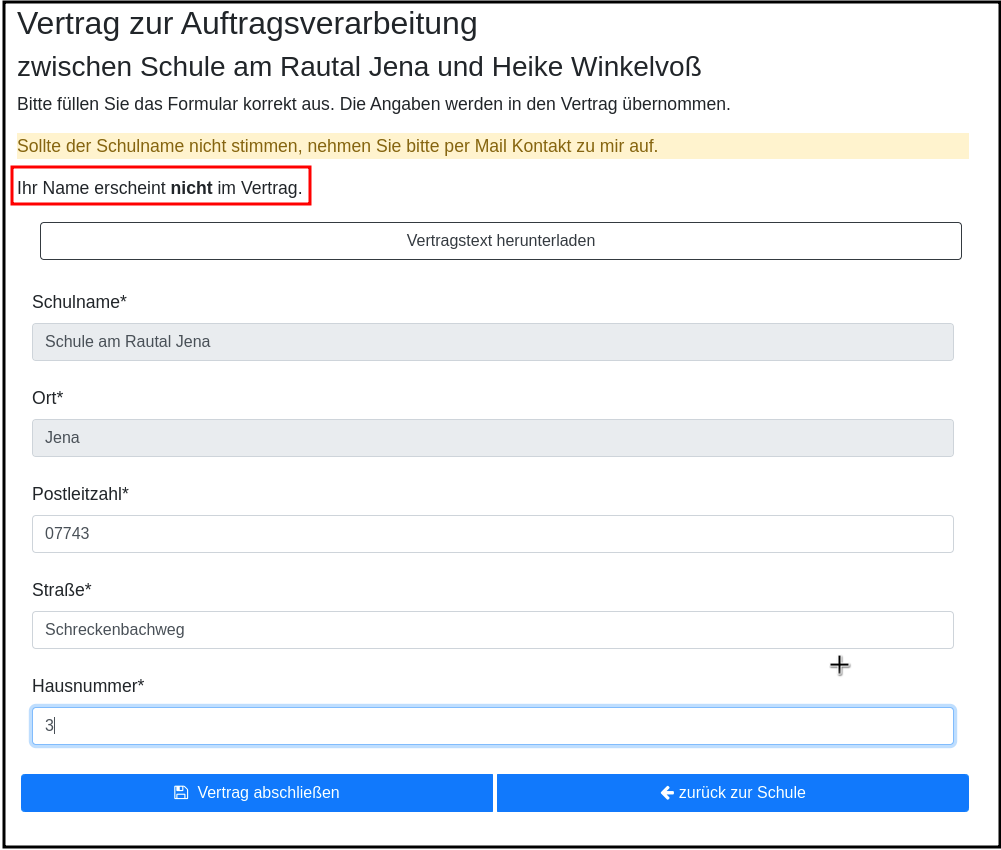 Vertrag zur Auftragsverarbeitung
zwischen Schule am Rautal Jena und Heike Winkelvoß
Bitte füllen Sie das Formular korrekt aus. Die Angaben werden in den Vertrag übernommen.
Sollte der Schulname nicht stimmen, nehmen Sie bitte per Mail Kontakt zu mir auf.
Ihr Name erscheint nicht im Vertrag.
Vertragstext herunterladen
Schulname*
Schule am Rautal Jena
Ort*
Jena
Postleitzahl*
07743
Straße*
Schreckenbachweg
Hausnummer*
3
Vertrag abschließen
zurück zur Schule